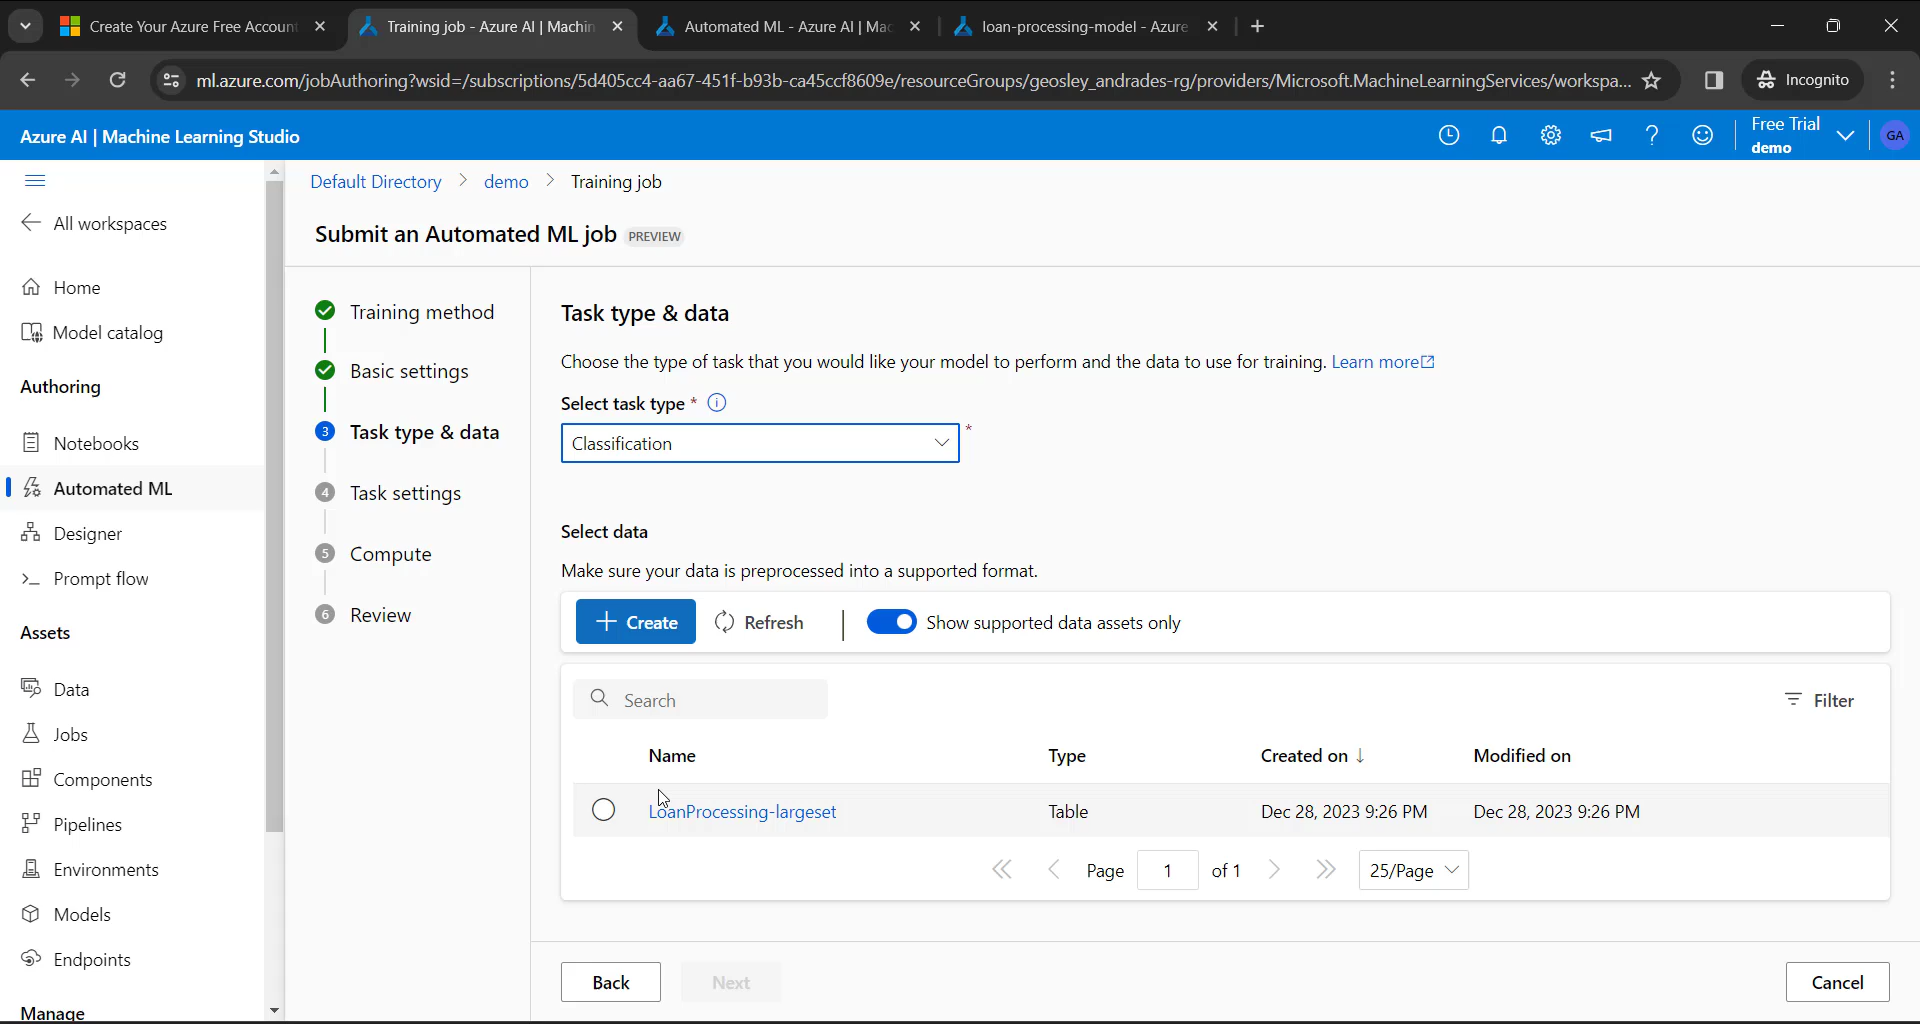 Create Your Azure Free Account
Training job - Azure AI | Machin
Automated ML - Azure AI | Mac
loan-processing-model - Azure
ml.azure.com/jobAuthoring?wsid=/subscriptions/5d405cc4-aa67-451f-b93b-ca45ccf8609e/resourceGroups/geosley_andrades-rg/providers/Microsoft.MachineLearningServices/workspa...
Incognito
Azure AI | Machine Learning Studio
Free Trial
demo
GA
All workspaces
Home
Model catalog
Authoring
Notebooks
Automated ML
Designer
Prompt flow
Assets
Data
Jobs
Components
Pipelines
Environments
Models
Endpoints
Manage
Default Directory > demo > Training job
Submit an Automated ML job PREVIEW
Training method
Basic settings
3 Task type & data
4 Task settings
5 Compute
6 Review
Task type & data
Choose the type of task that you would like your model to perform and the data to use for training. Learn more
Select task type *
Classification *
Select data
Make sure your data is preprocessed into a supported format.
+ Create Refresh | Show supported data assets only
Search
Filter
Name Type Created on ↓ Modified on
LoanProcessing-largeset Table Dec 28, 2023 9:26 PM Dec 28, 2023 9:26 PM
Page 1 of 1 25/Page
Back Next Cancel